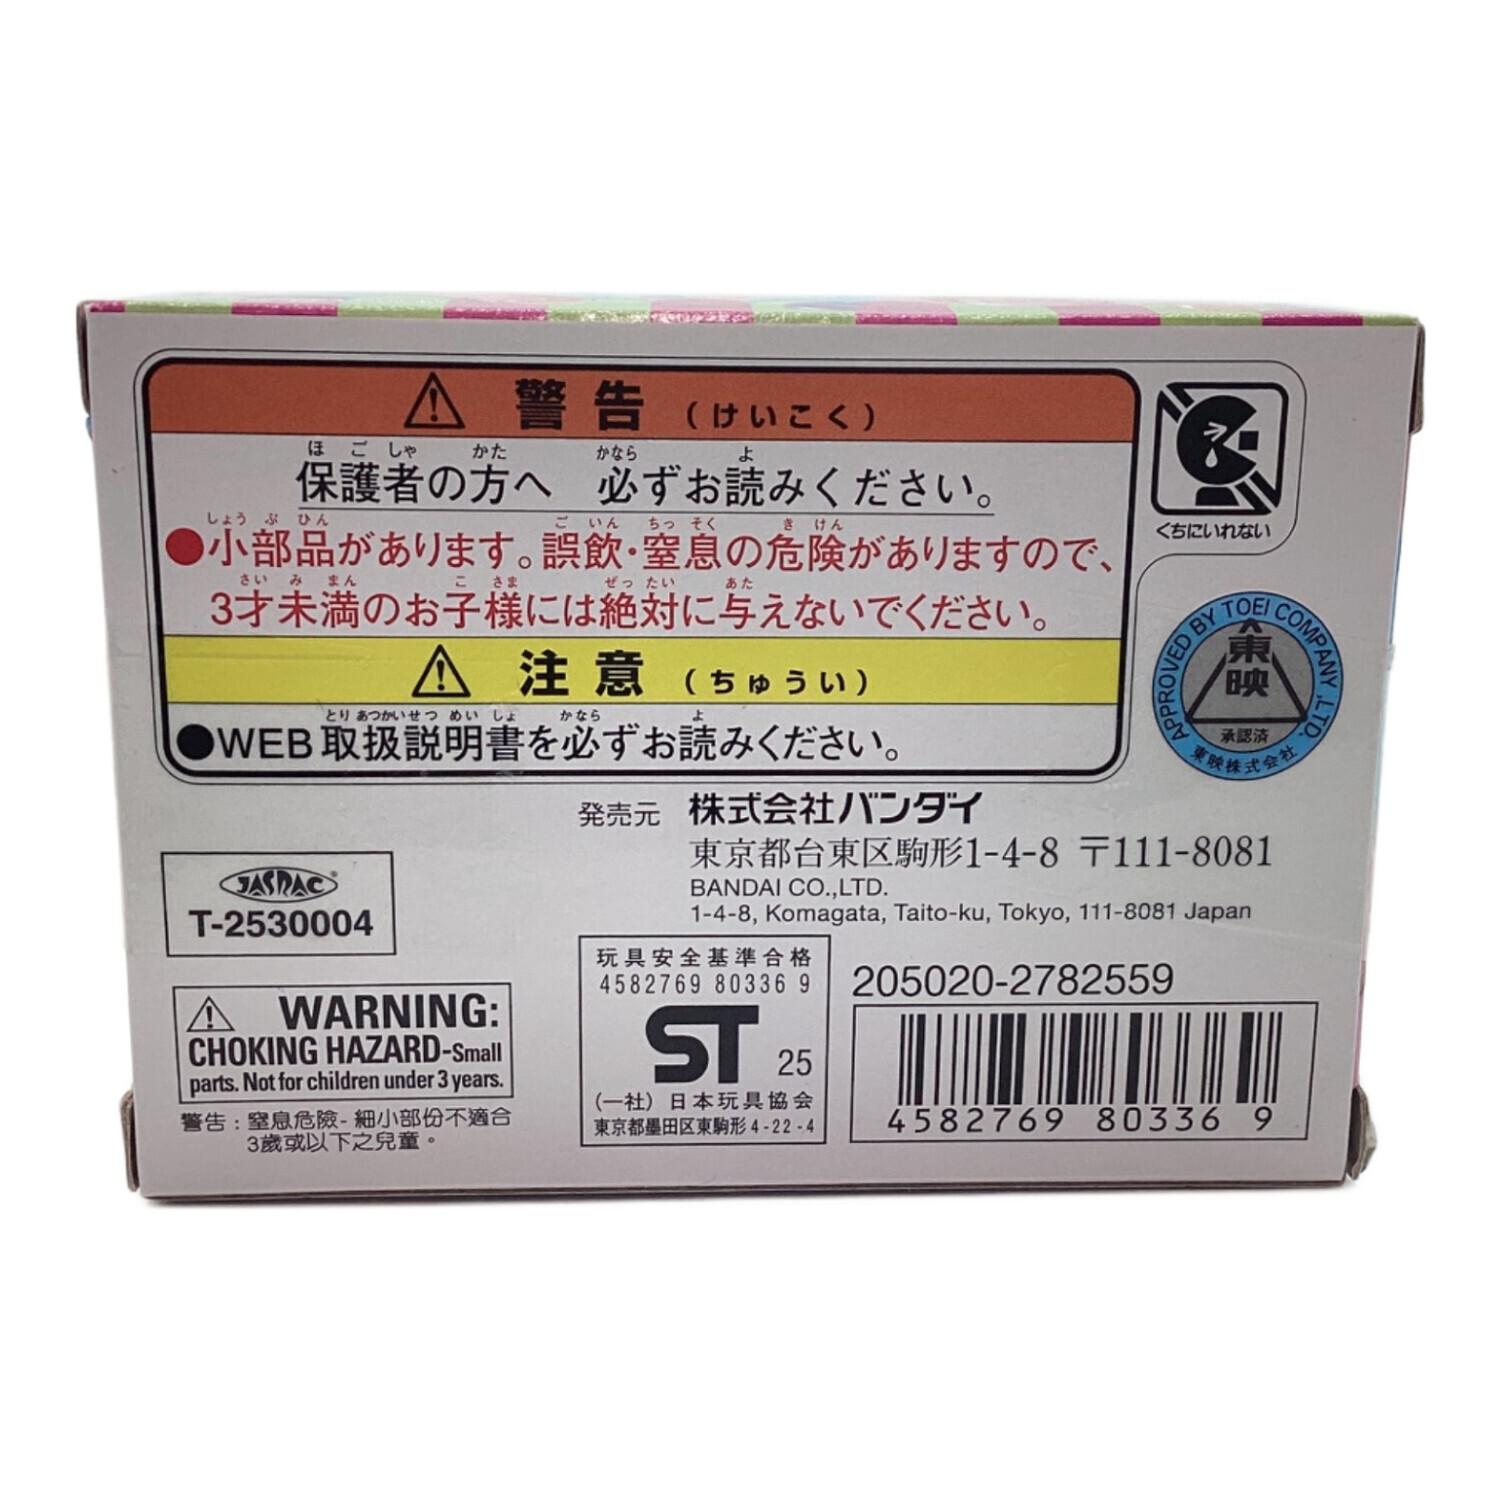 警告 (けいこく)
保護者の方へ 必ずお読みください。
ほごしゃ かた かなら よ
●小部品があります。誤飲・窒息の危険がありますので、
しょうぶひん ごいん ちっそく きけん
3才未満のお子様には絶対に与えないでください。
さいみまん こさま ぜったい あた
注意 (ちゅうい)
●WEB取扱説明書を必ずお読みください。
とりあつかいせつめいしょ かなら よ
くちにいれない
APPROVED BY TOEI COMPANY,LTD.
東映
承認済
東映株式会社
発売元 株式会社バンダイ
東京都台東区駒形1-4-8 〒111-8081
BANDAI CO.,LTD.
1-4-8, Komagata, Taito-ku, Tokyo, 111-8081 Japan
JASRAC®
T-2530004
WARNING:
CHOKING HAZARD-Small
parts. Not for children under 3 years.
警告：窒息危險-細小部份不適合
3歲或以下之兒童。
玩具安全基準合格
4582769 80336 9
ST 25
(一社) 日本玩具協会
東京都墨田区東駒形4-22-4
205020-2782559
4582769 80336 9